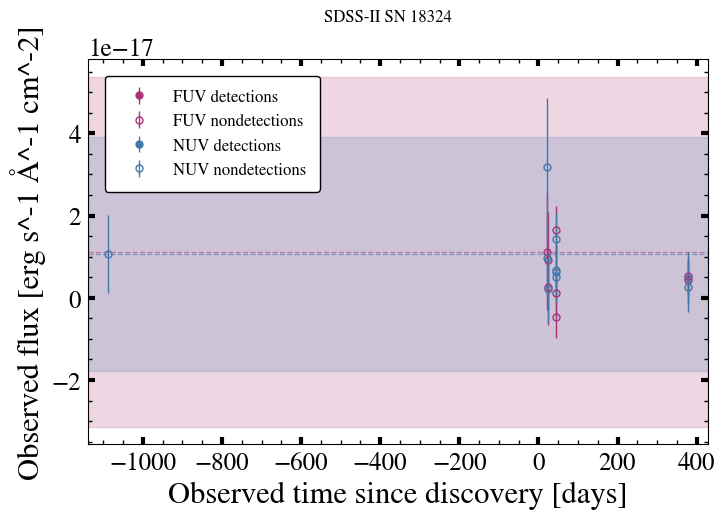 SDSS-II SN 18324
1e−17
FUV detections
FUV nondetections
NUV detections
NUV nondetections
4
2
0
−2
Observed flux [erg s^-1 Å^-1 cm^-2]
−1000 −800 −600 −400 −200 0 200 400
Observed time since discovery [days]